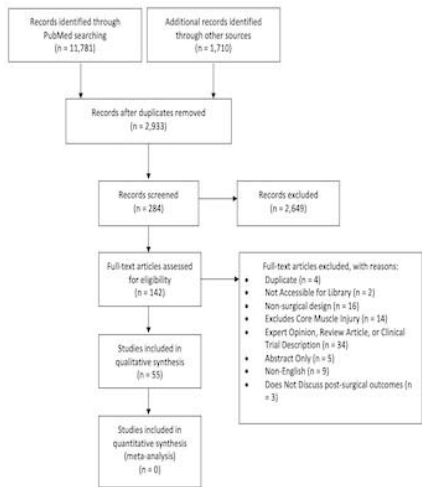 Records identified through
PubMed searching
(n = 11,781)
Additional records identified
through other sources
(n = 1,710)
Records after duplicates removed
(n = 2,933)
Records screened
(n = 284)
Records excluded
(n = 2,649)
Full-text articles assessed
for eligibility
(n = 142)
Full-text articles excluded, with reasons:
Duplicate (n = 4)
Not Accessible for Library (n = 2)
Non-surgical design (n = 16)
Excludes Core Muscle Injury (n = 14)
Expert Opinion, Review Article, or Clinical
Trial Description (n = 34)
Abstract Only (n = 5)
Non-English (n = 9)
Does Not Discuss post-surgical outcomes (n
= 3)
Studies included in
qualitative synthesis
(n = 55)
Studies included in
quantitative synthesis
(meta-analysis)
(n = 0)